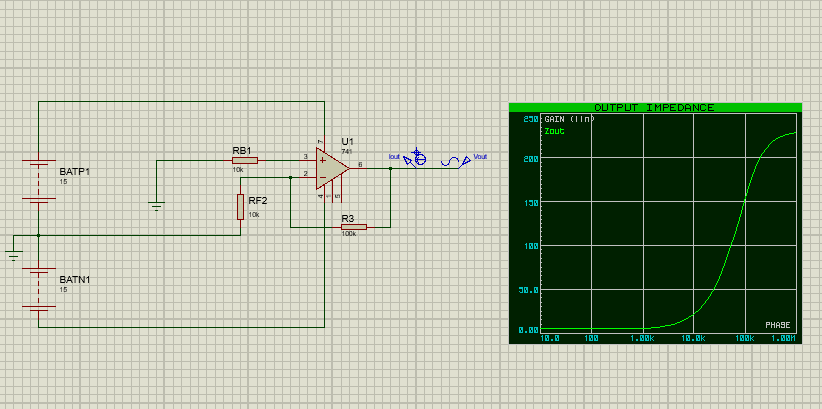 BATP1
15
BATN1
15
RB1
10k
RF2
10k
U1
741
3
2
6
7
4
1
5
R3
100k
Iout
Vout
OUTPUT IMPEDANCE
GAIN (lin)
Zout
250
200
150
100
50.0
0.00
PHASE
10.0 100 1.00k 10.0k 100k 1.00M